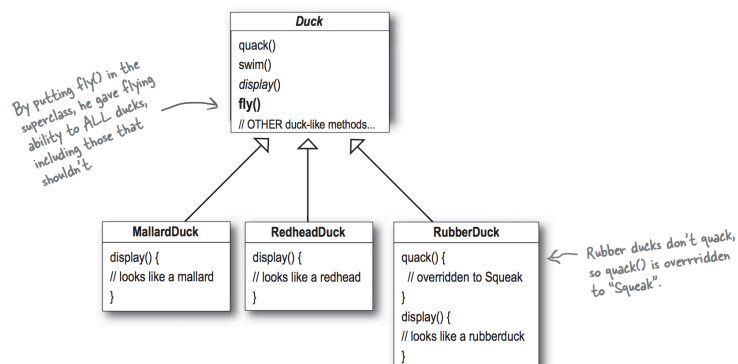 Duck
quack()
swim()
display()
fly()
// OTHER duck-like methods...
By putting fly() in the
superclass, he gave flying
ability to ALL ducks,
including those that
shouldn't.
MallardDuck
display() {
// looks like a mallard
}
RedheadDuck
display() {
// looks like a redhead
}
RubberDuck
quack() {
// overridden to Squeak
}
display() {
// looks like a rubberduck
}
Rubber ducks don't quack,
so quack() is overrridden
to "Squeak".